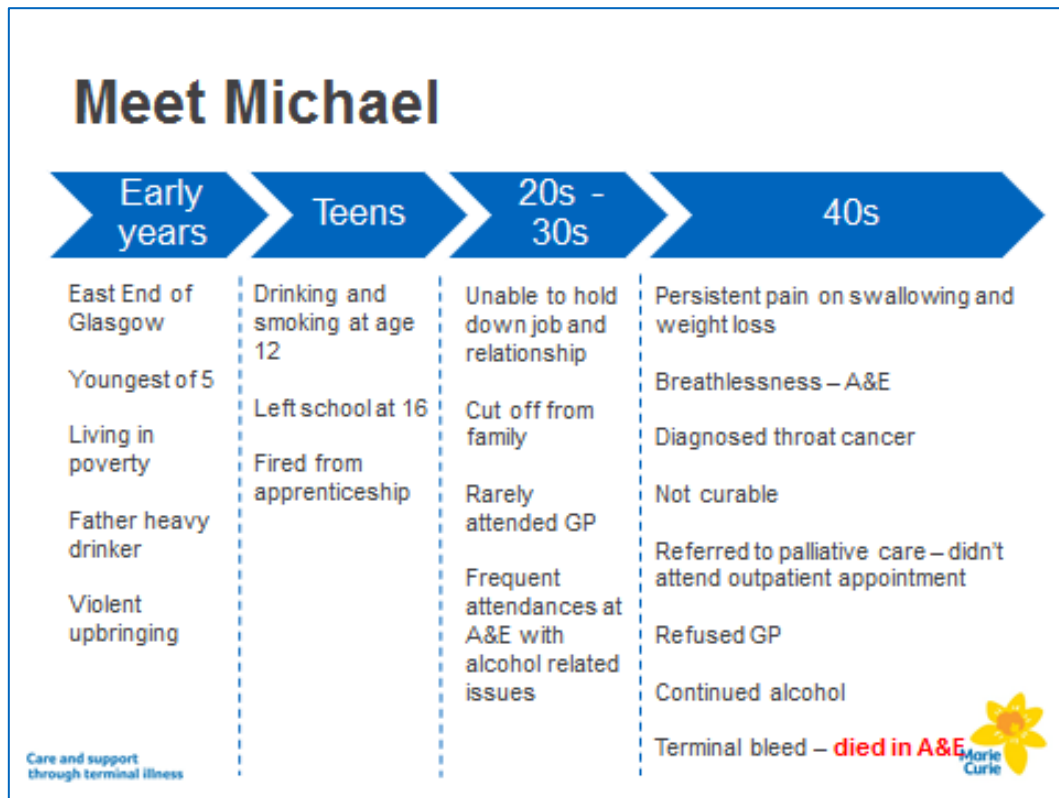 Meet Michael
Early
years
Teens
20s -
30s
40s
East End of
Glasgow
Youngest of 5
Living in
poverty
Father heavy
drinker
Violent
upbringing
Drinking and
smoking at age
12
Left school at 16
Fired from
apprenticeship
Unable to hold
down job and
relationship
Cut off from
family
Rarely
attended GP
Frequent
attendances at
A&E with
alcohol related
issues
Persistent pain on swallowing and
weight loss
Breathlessness – A&E
Diagnosed throat cancer
Not curable
Referred to palliative care – didn't
attend outpatient appointment
Refused GP
Continued alcohol
Terminal bleed – died in A&E
Care and support
through terminal illness
Marie
Curie